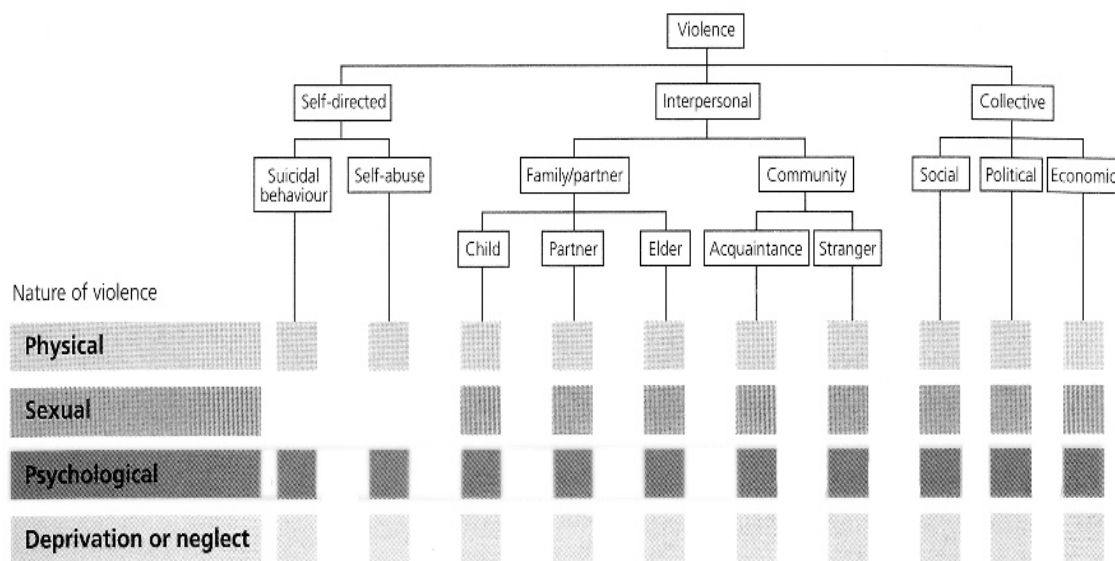 Violence
Self-directed
Interpersonal
Collective
Suicidal
behaviour
Self-abuse
Family/partner
Community
Social
Political
Economic
Child
Partner
Elder
Acquaintance
Stranger
Nature of violence
Physical
Sexual
Psychological
Deprivation or neglect